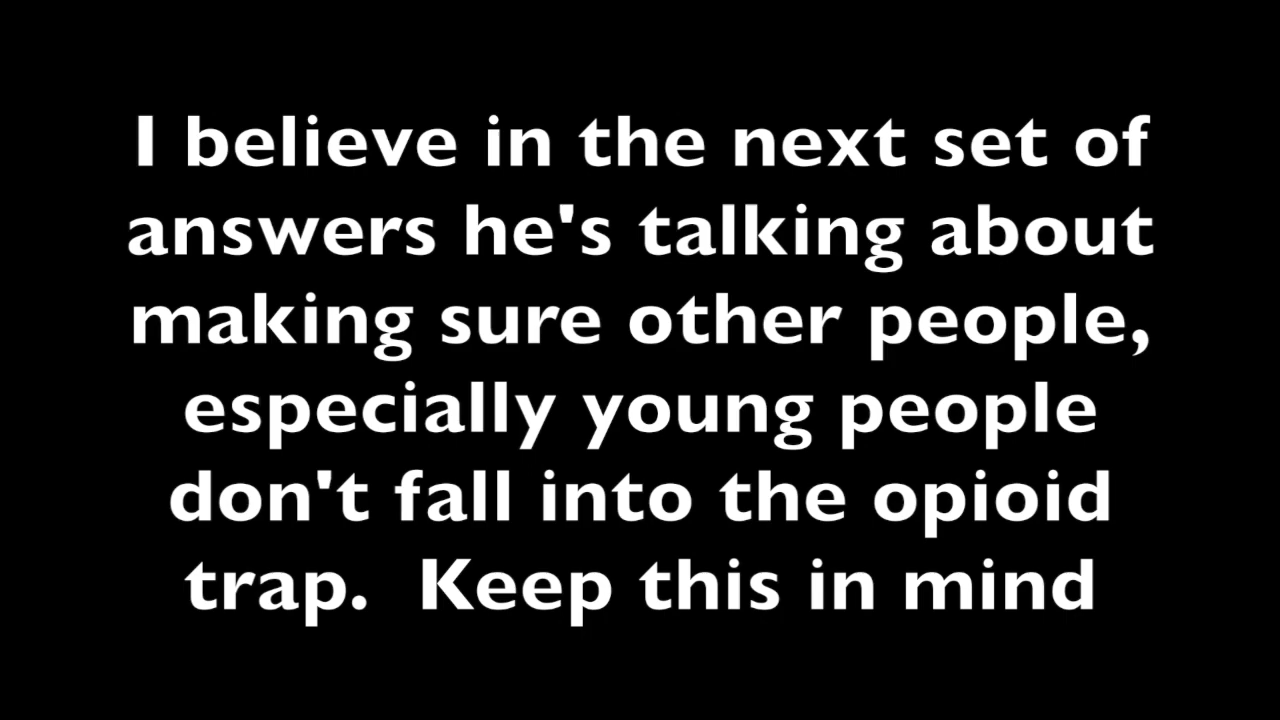 I believe in the next set of
answers he's talking about
making sure other people,
especially young people
don't fall into the opioid
trap.  Keep this in mind